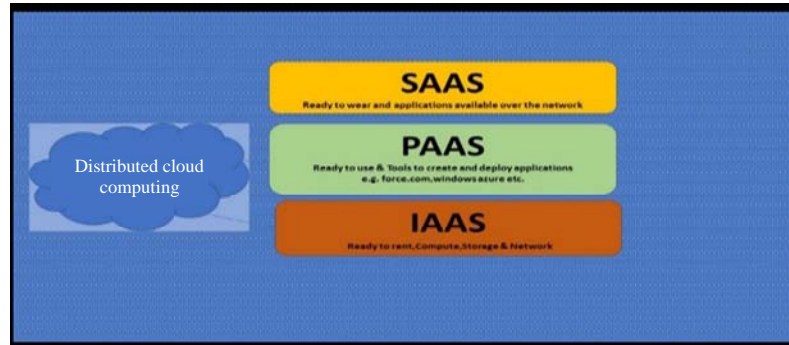 SAAS
Ready to wear and applications available over the network
Distributed cloud
computing
PAAS
Ready to use & Tools to create and deploy applications
e.g. force.com,windows azure etc.
IAAS
Ready to rent,Compute,Storage & Network